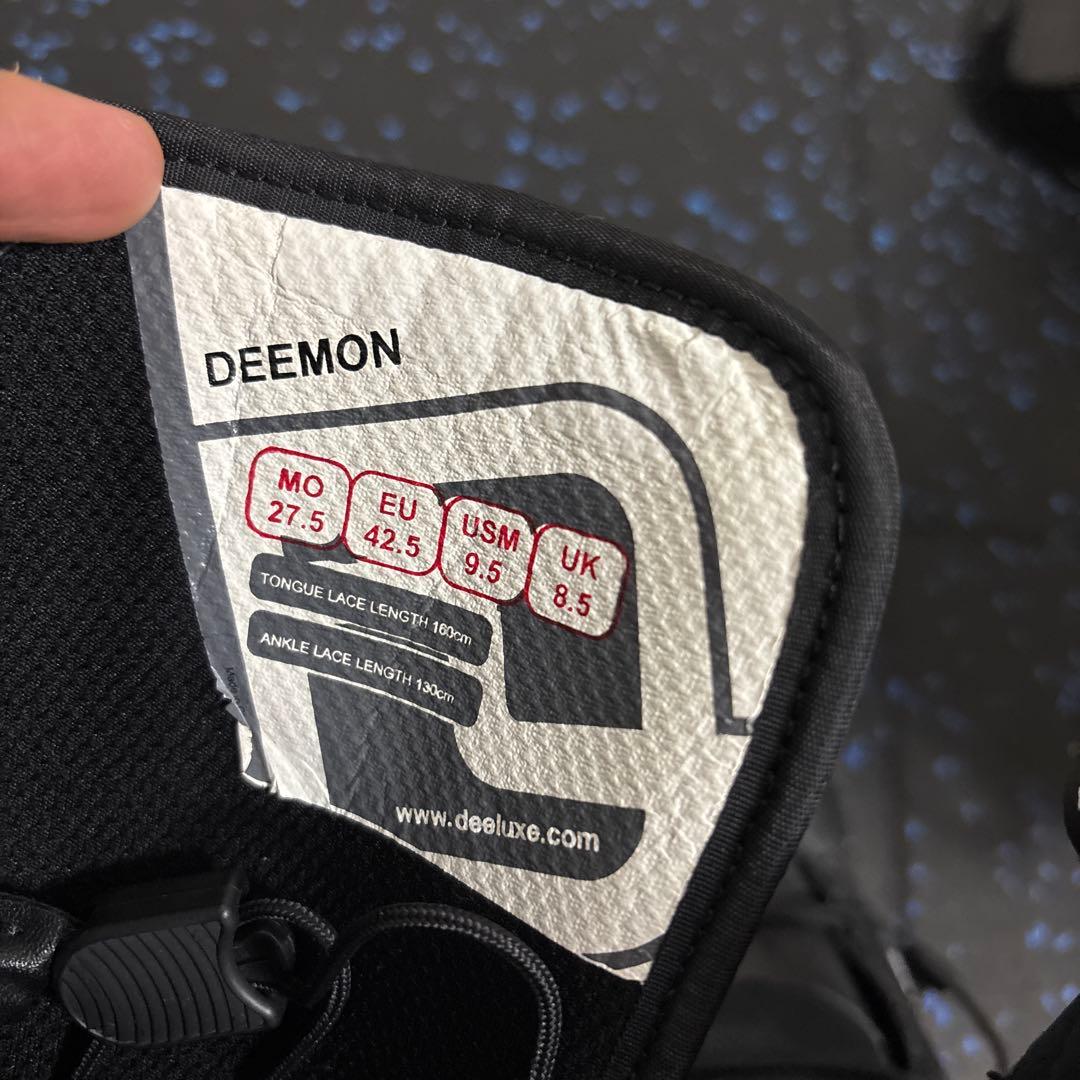 DEEMON
MO EU USM UK
27.5 42.5 9.5 8.5
TONGUE LACE LENGTH 160cm
ANKLE LACE LENGTH 130cm
www.deeluxe.com